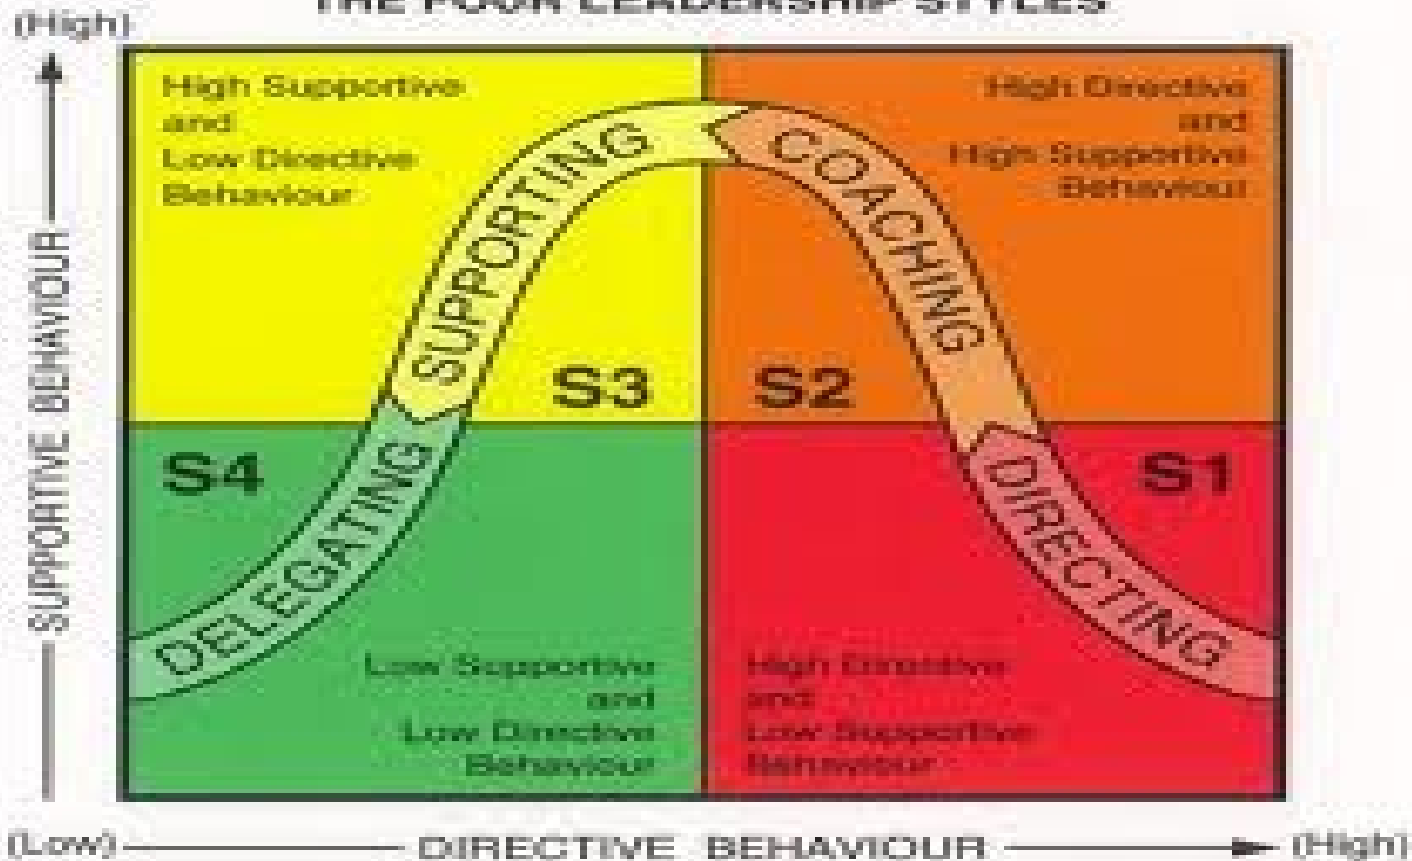 THE FOUR LEADERSHIP STYLES
(High)
High Supportive
and
Low Directive
Behaviour
High Directive
and
High Supportive
Behaviour
SUPPORTING
COACHING
S3
S2
S4
S1
DELEGATING
DIRECTING
Low Supportive
and
Low Directive
Behaviour
High Directive
and
Low Supportive
Behaviour
SUPPORTIVE BEHAVIOUR
(Low)
DIRECTIVE BEHAVIOUR
(High)